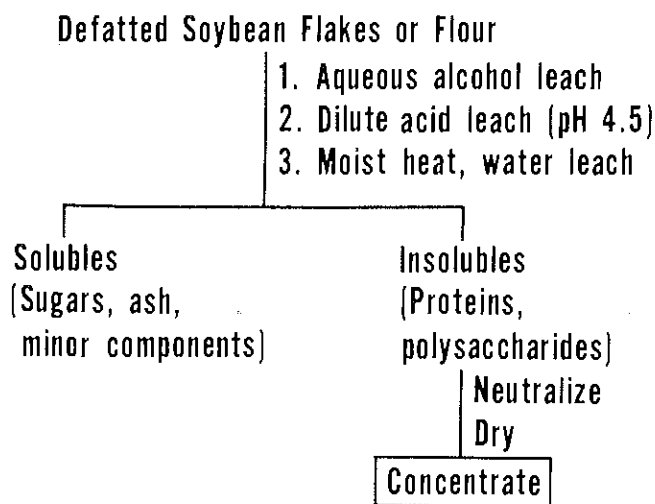 Defatted Soybean Flakes or Flour
1. Aqueous alcohol leach
2. Dilute acid leach (pH 4.5)
3. Moist heat, water leach
Solubles
(Sugars, ash,
minor components)
Insolubles
(Proteins,
polysaccharides)
Neutralize
Dry
Concentrate